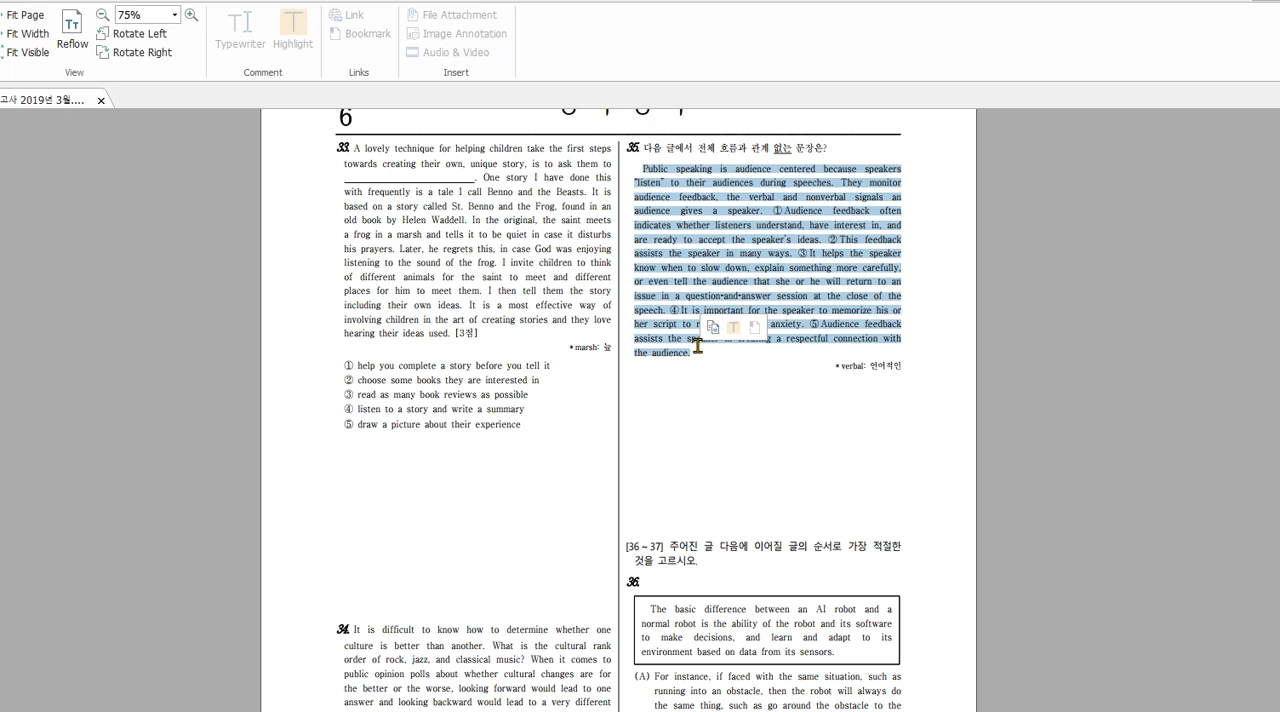 Fit Page
Fit Width
Fit Visible
Reflow
75%
Rotate Left
Rotate Right
View
Typewriter
Highlight
Comment
Link
Bookmark
Links
File Attachment
Image Annotation
Audio & Video
Insert
고사 2019년 3월....
6
33. A lovely technique for helping children take the first steps
towards creating their own, unique story, is to ask them to
. One story I have done this
with frequently is a tale I call Benno and the Beasts. It is
based on a story called St. Benno and the Frog, found in an
old book by Helen Waddell. In the original, the saint meets
a frog in a marsh and tells it to be quiet in case it disturbs
his prayers. Later, he regrets this, in case God was enjoying
listening to the sound of the frog. I invite children to think
of different animals for the saint to meet and different
places for him to meet them. I then tell them the story
including their own ideas. It is a most effective way of
involving children in the art of creating stories and they love
hearing their ideas used. [3점]
* marsh: 늪
① help you complete a story before you tell it
② choose some books they are interested in
③ read as many book reviews as possible
④ listen to a story and write a summary
⑤ draw a picture about their experience
34. It is difficult to know how to determine whether one
culture is better than another. What is the cultural rank
order of rock, jazz, and classical music? When it comes to
public opinion polls about whether cultural changes are for
the better or the worse, looking forward would lead to one
answer and looking backward would lead to a very different
35. 다음 글에서 전체 흐름과 관계 없는 문장은?
Public speaking is audience centered because speakers
"listen" to their audiences during speeches. They monitor
audience feedback, the verbal and nonverbal signals an
audience gives a speaker. ① Audience feedback often
indicates whether listeners understand, have interest in, and
are ready to accept the speaker's ideas. ② This feedback
assists the speaker in many ways. ③ It helps the speaker
know when to slow down, explain something more carefully,
or even tell the audience that she or he will return to an
issue in a question-and-answer session at the close of the
speech. ④ It is important for the speaker to memorize his or
her script to anxiety. ⑤ Audience feedback
assists the creating a respectful connection with
the audience.
* verbal: 언어적인
[36 ~ 37] 주어진 글 다음에 이어질 글의 순서로 가장 적절한
것을 고르시오.
36.
The basic difference between an AI robot and a
normal robot is the ability of the robot and its software
to make decisions, and learn and adapt to its
environment based on data from its sensors.
(A) For instance, if faced with the same situation, such as
running into an obstacle, then the robot will always do
the same thing, such as go around the obstacle to the